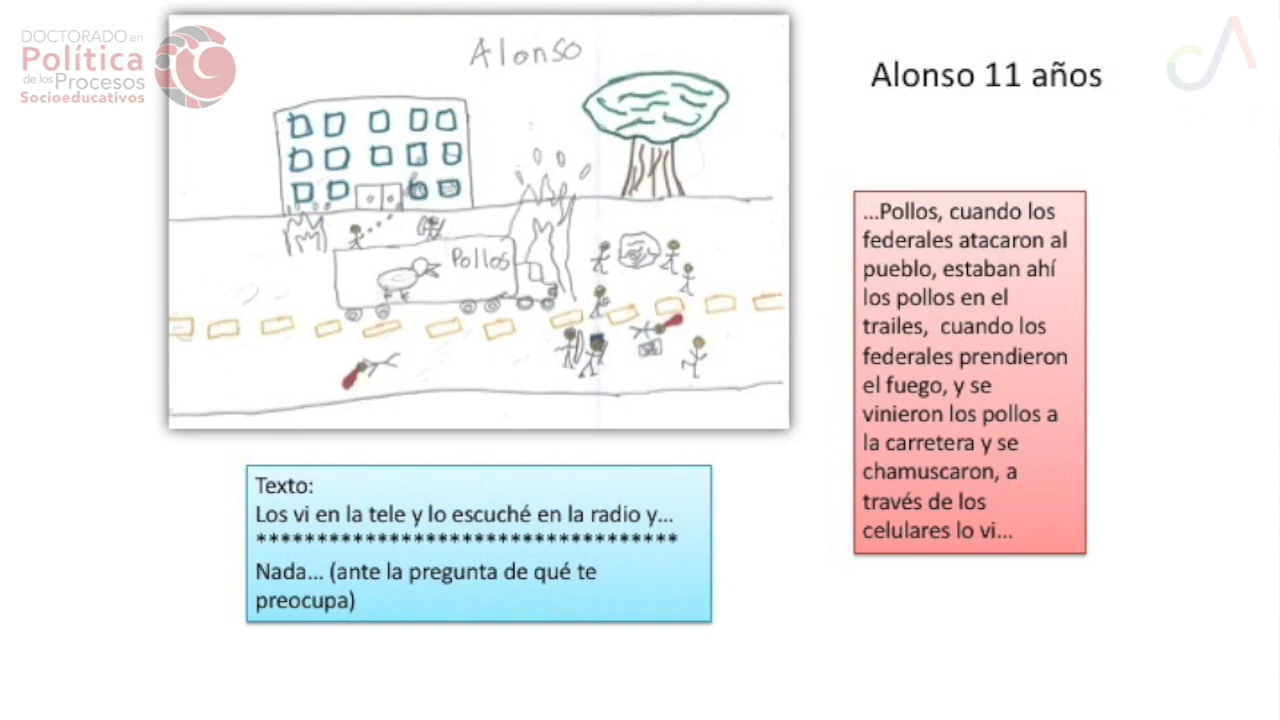 DOCTORADO en
Política
de los Procesos
Socioeducativos
Alonso
Pollos
Alonso 11 años
...Pollos, cuando los
federales atacaron al
pueblo, estaban ahí
los pollos en el
trailes, cuando los
federales prendieron
el fuego, y se
vinieron los pollos a
la carretera y se
chamuscaron, a
través de los
celulares lo vi...
Texto:
Los vi en la tele y lo escuché en la radio y...
***********************************
Nada... (ante la pregunta de qué te
preocupa)